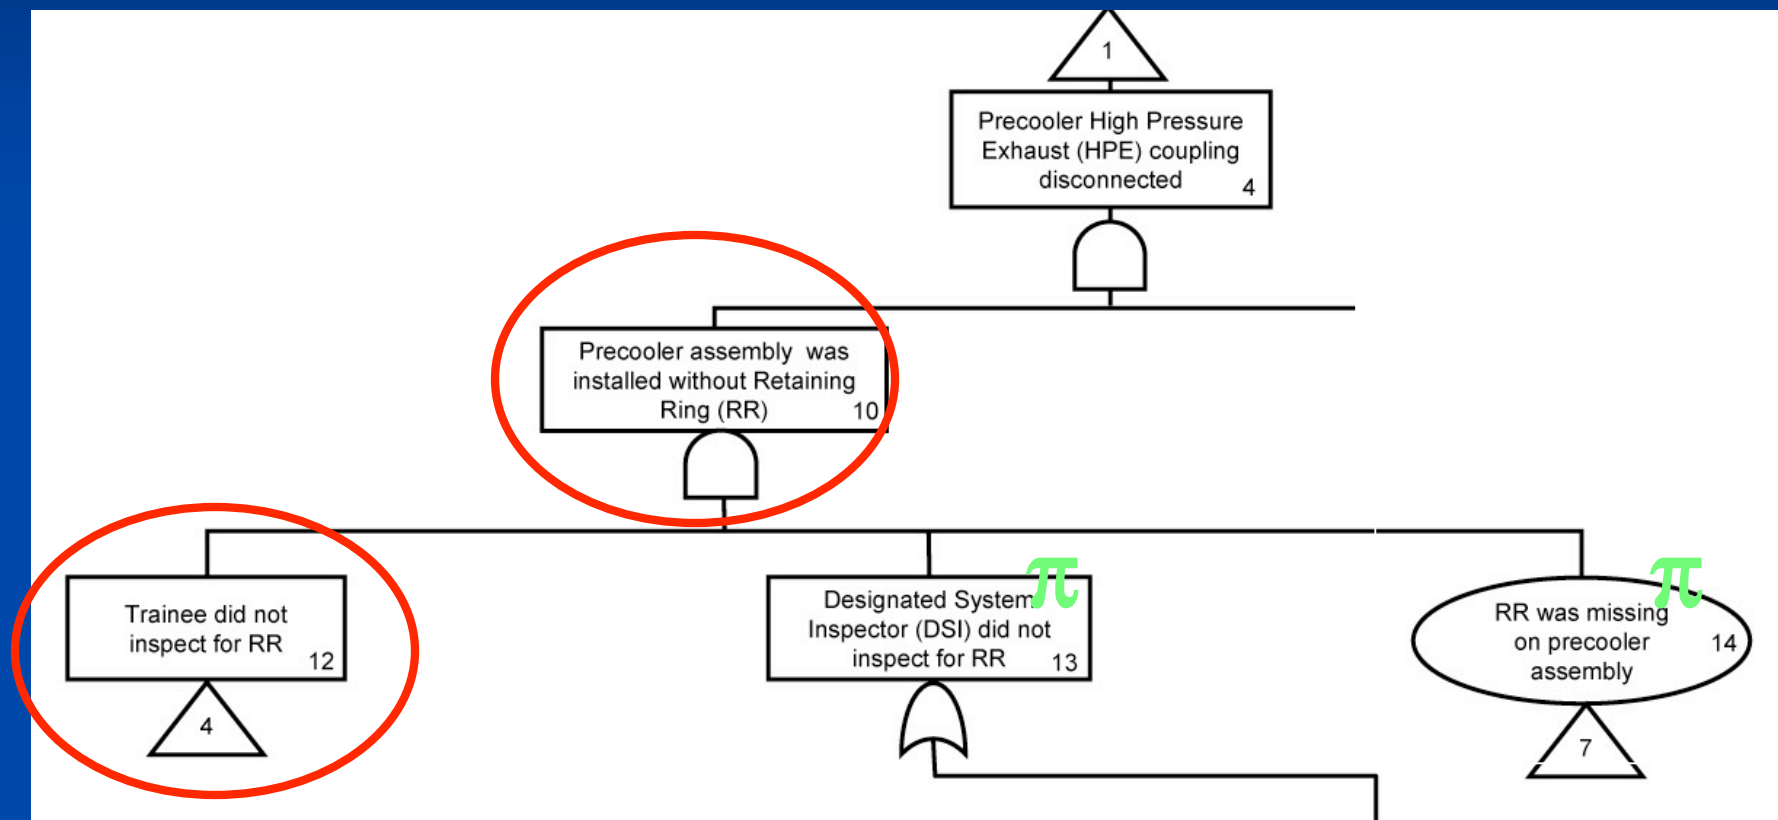 1
Precooler High Pressure
Exhaust (HPE) coupling
disconnected 4
Precooler assembly was
installed without Retaining
Ring (RR) 10
Trainee did not
inspect for RR 12
4
π
Designated System
Inspector (DSI) did not
inspect for RR 13
π
RR was missing
on precooler 14
assembly
7